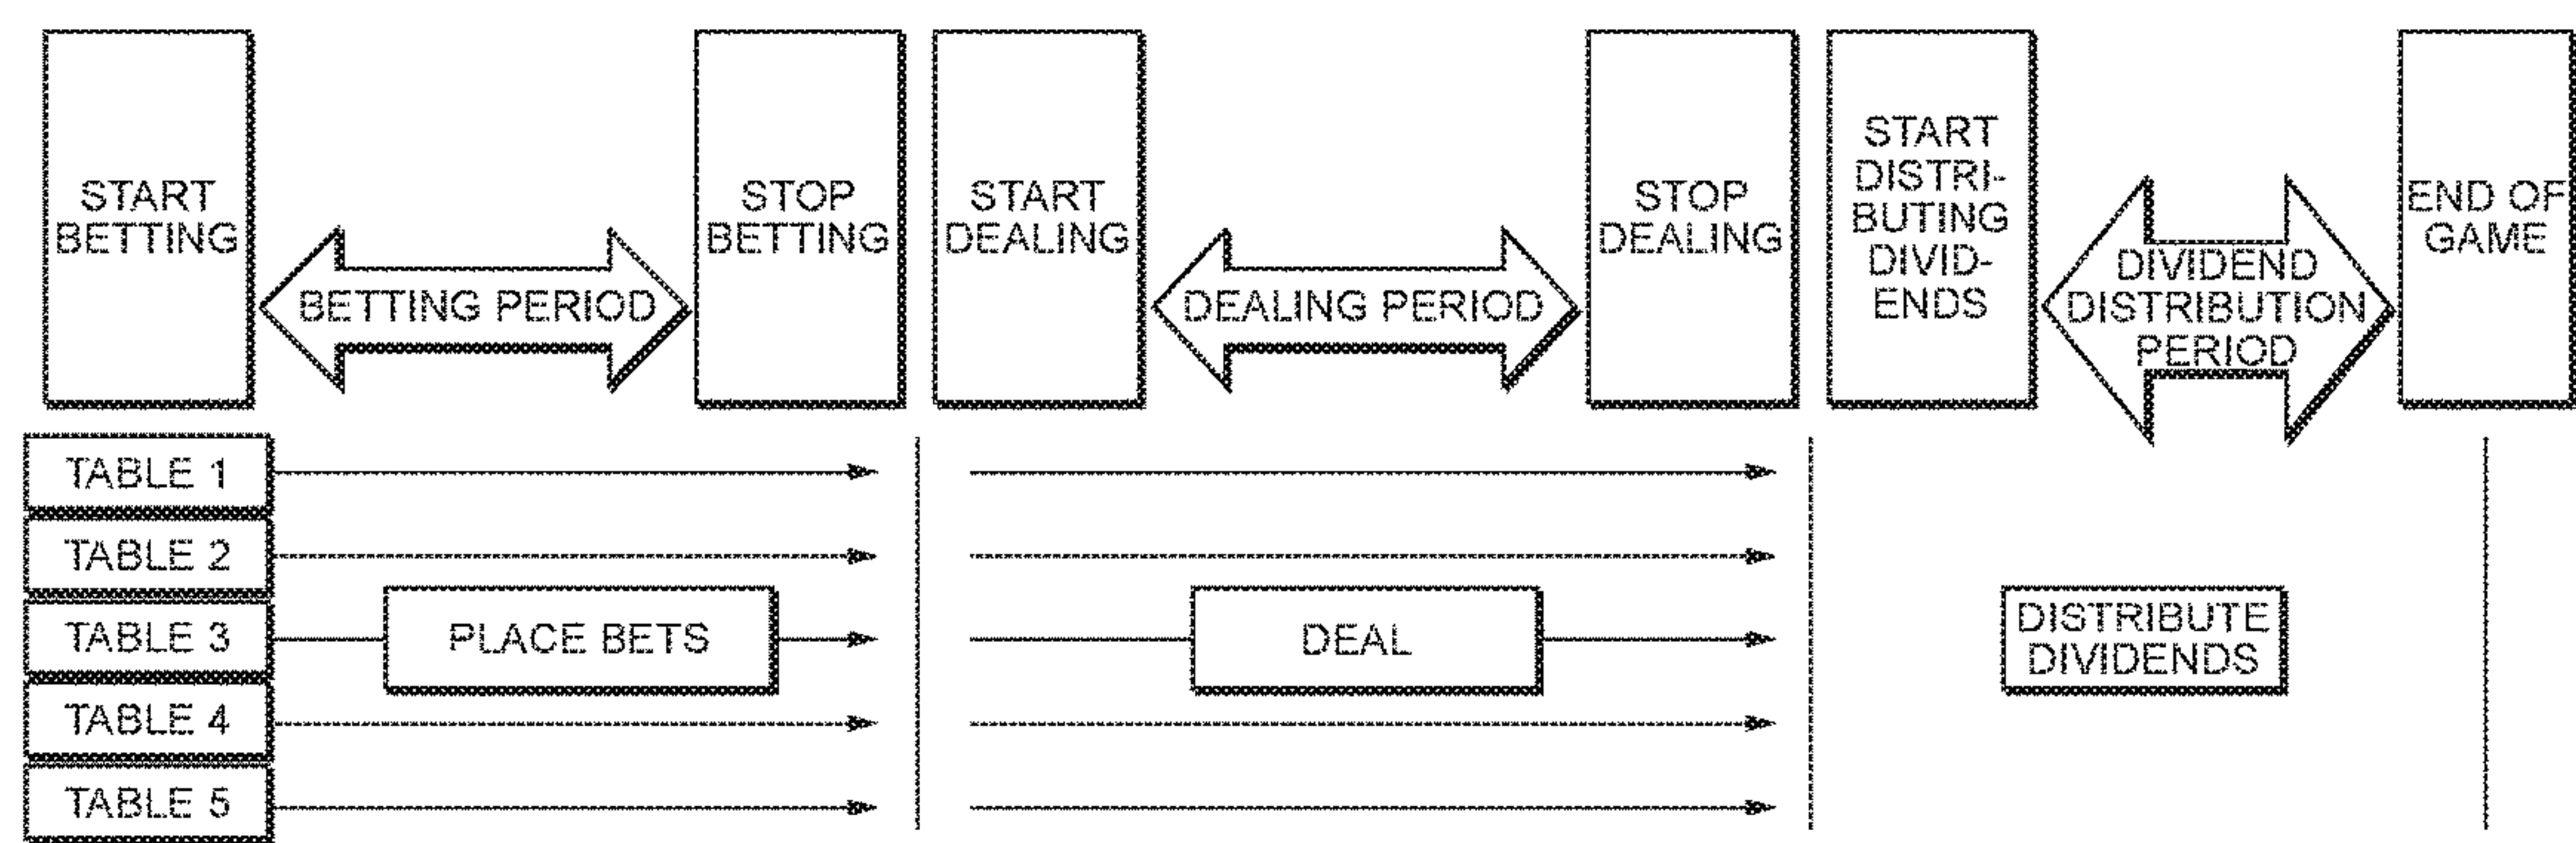 START
BETTING
BETTING PERIOD
STOP
BETTING
START
DEALING
DEALING PERIOD
STOP
DEALING
START
DISTRI-
BUTING
DIVID-
ENDS
DIVIDEND
DISTRIBUTION
PERIOD
END OF
GAME
TABLE 1
TABLE 2
TABLE 3
TABLE 4
TABLE 5
PLACE BETS
DEAL
DISTRIBUTE
DIVIDENDS